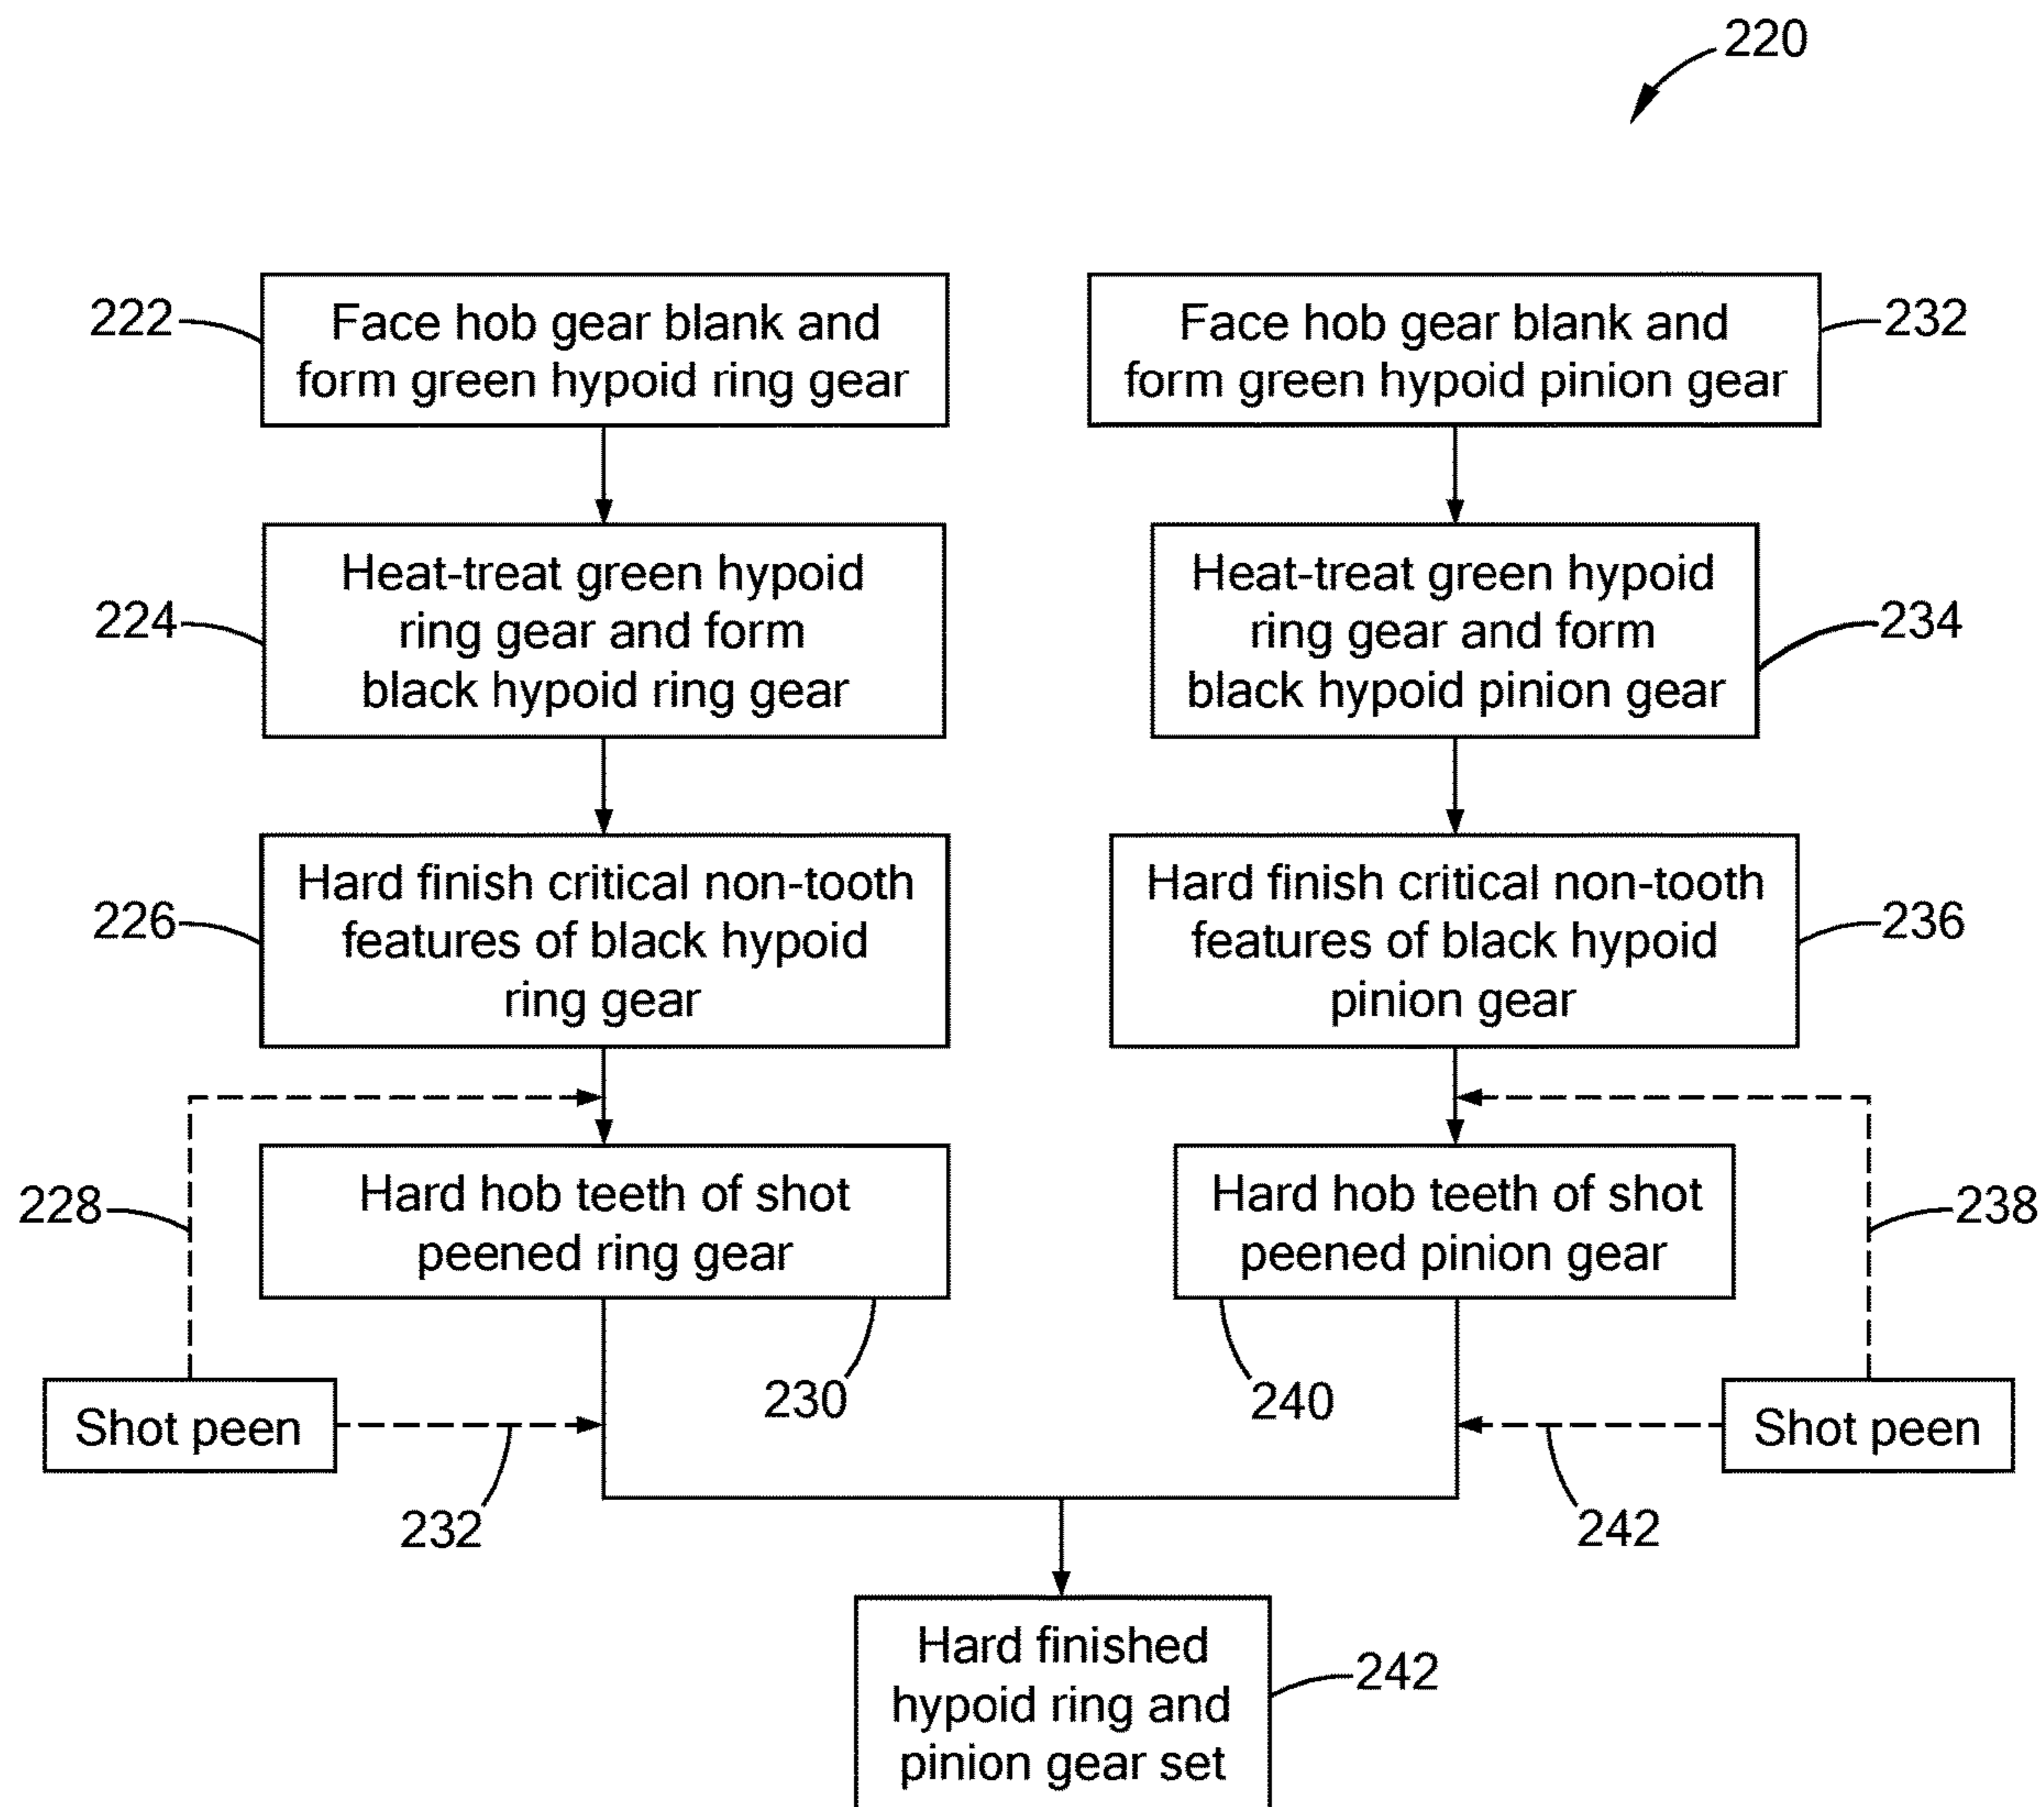 220
222
Face hob gear blank and
form green hypoid ring gear
Face hob gear blank and
form green hypoid pinion gear
232
224
Heat-treat green hypoid
ring gear and form
black hypoid ring gear
Heat-treat green hypoid
ring gear and form
black hypoid pinion gear
234
226
Hard finish critical non-tooth
features of black hypoid
ring gear
Hard finish critical non-tooth
features of black hypoid
pinion gear
236
228
Hard hob teeth of shot
peened ring gear
Hard hob teeth of shot
peened pinion gear
238
230
240
Shot peen
Shot peen
232
242
Hard finished
hypoid ring and
pinion gear set
242